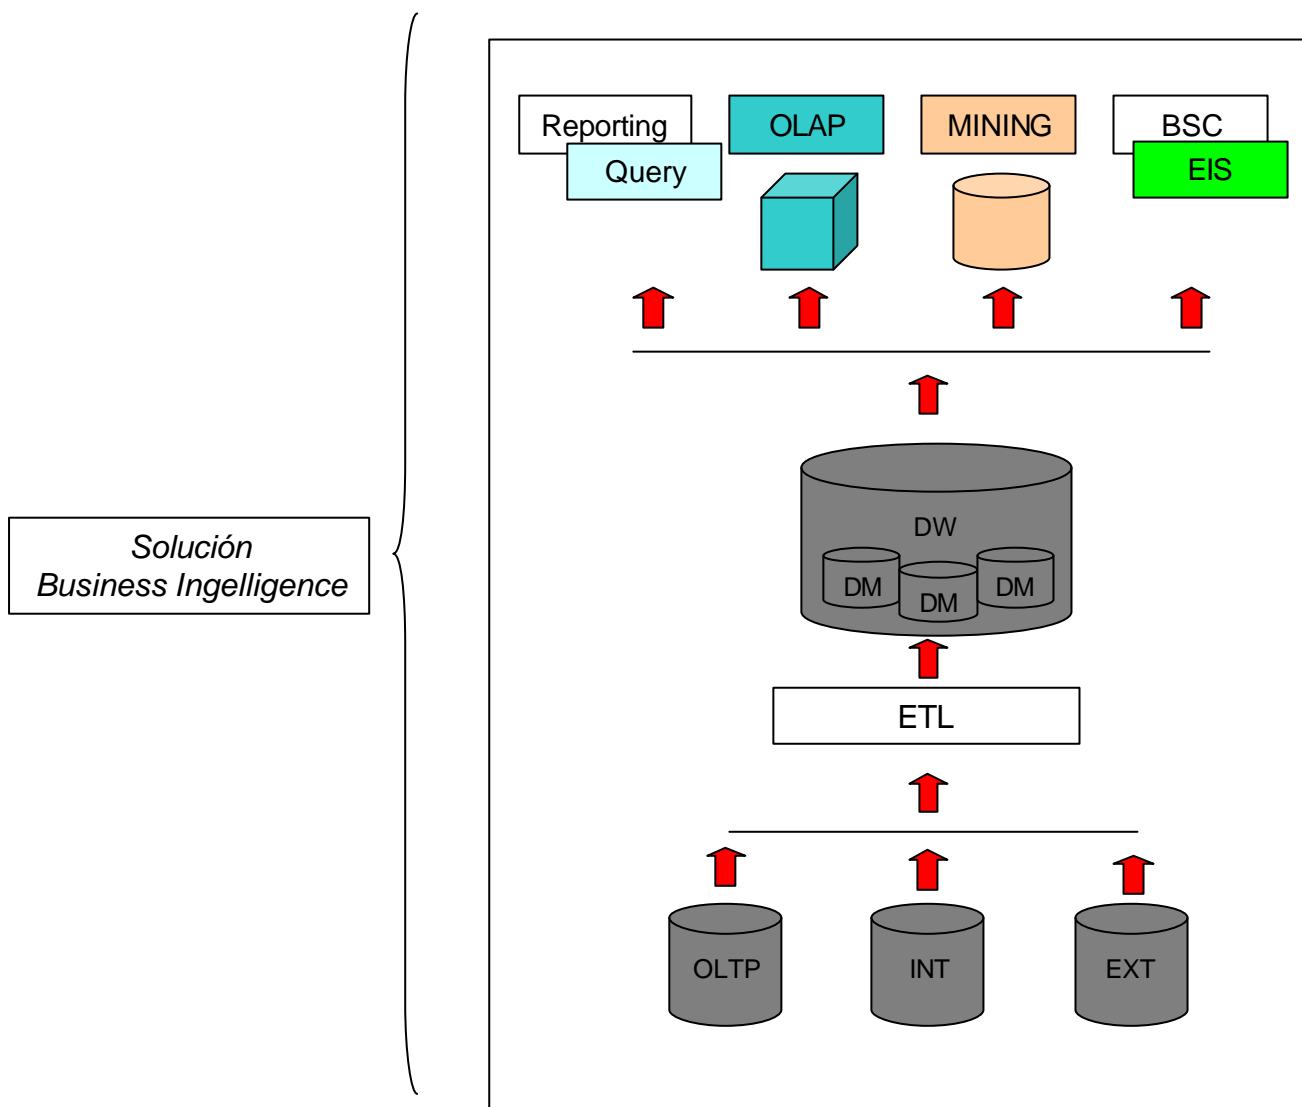 Reporting
Query
OLAP
MINING
BSC
EIS
DW
DM
DM
DM
Solución
Business Ingelligence
ETL
OLTP
INT
EXT